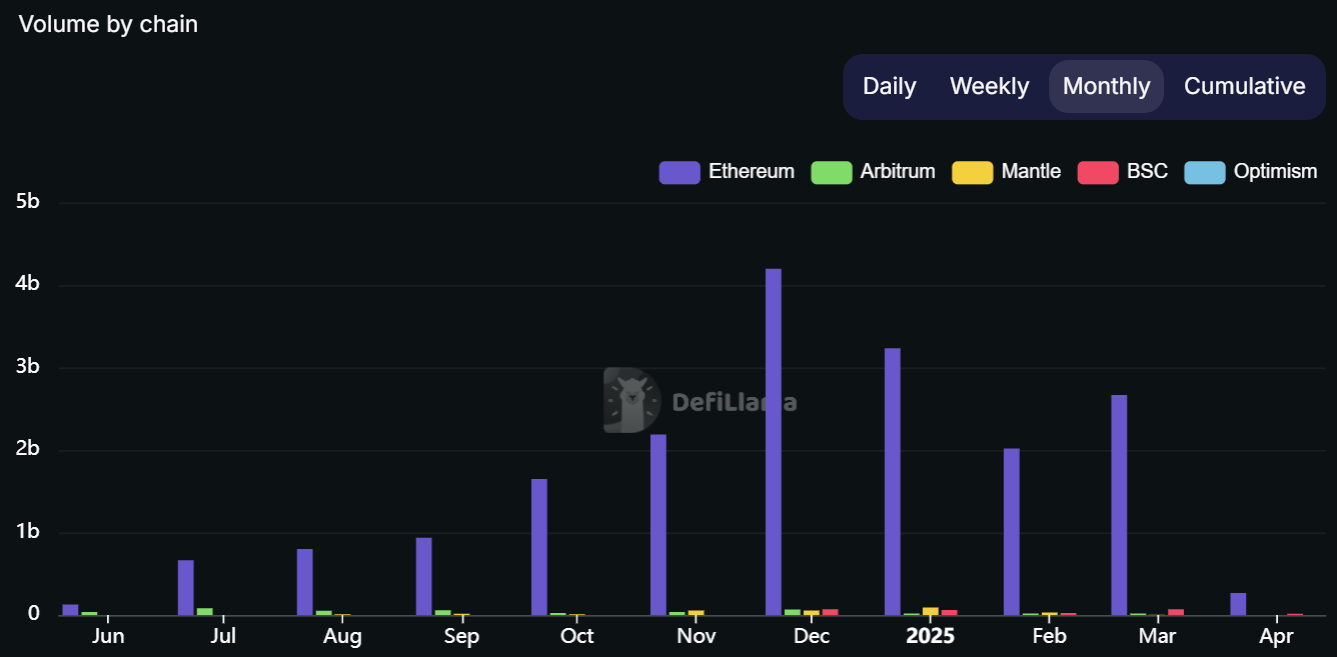 Volume by chain
Daily Weekly Monthly Cumulative
Ethereum Arbitrum Mantle BSC Optimism
5b
4b
3b
DefiLlama
2b
1b
0
Jun Jul Aug Sep Oct Nov Dec 2025 Feb Mar Apr